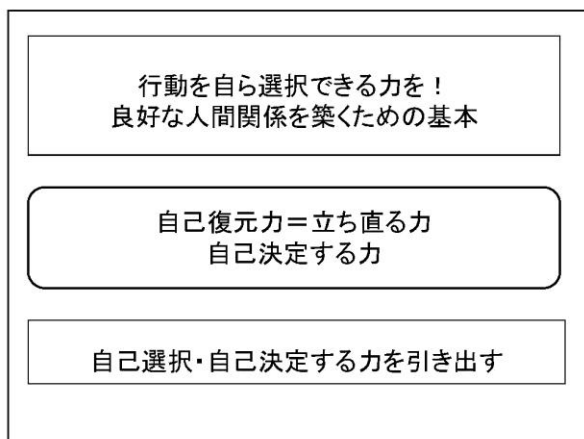 行動を自ら選択できる力を！
良好な人間関係を築くための基本
自己復元力＝立ち直る力
自己決定する力
自己選択・自己決定する力を引き出す